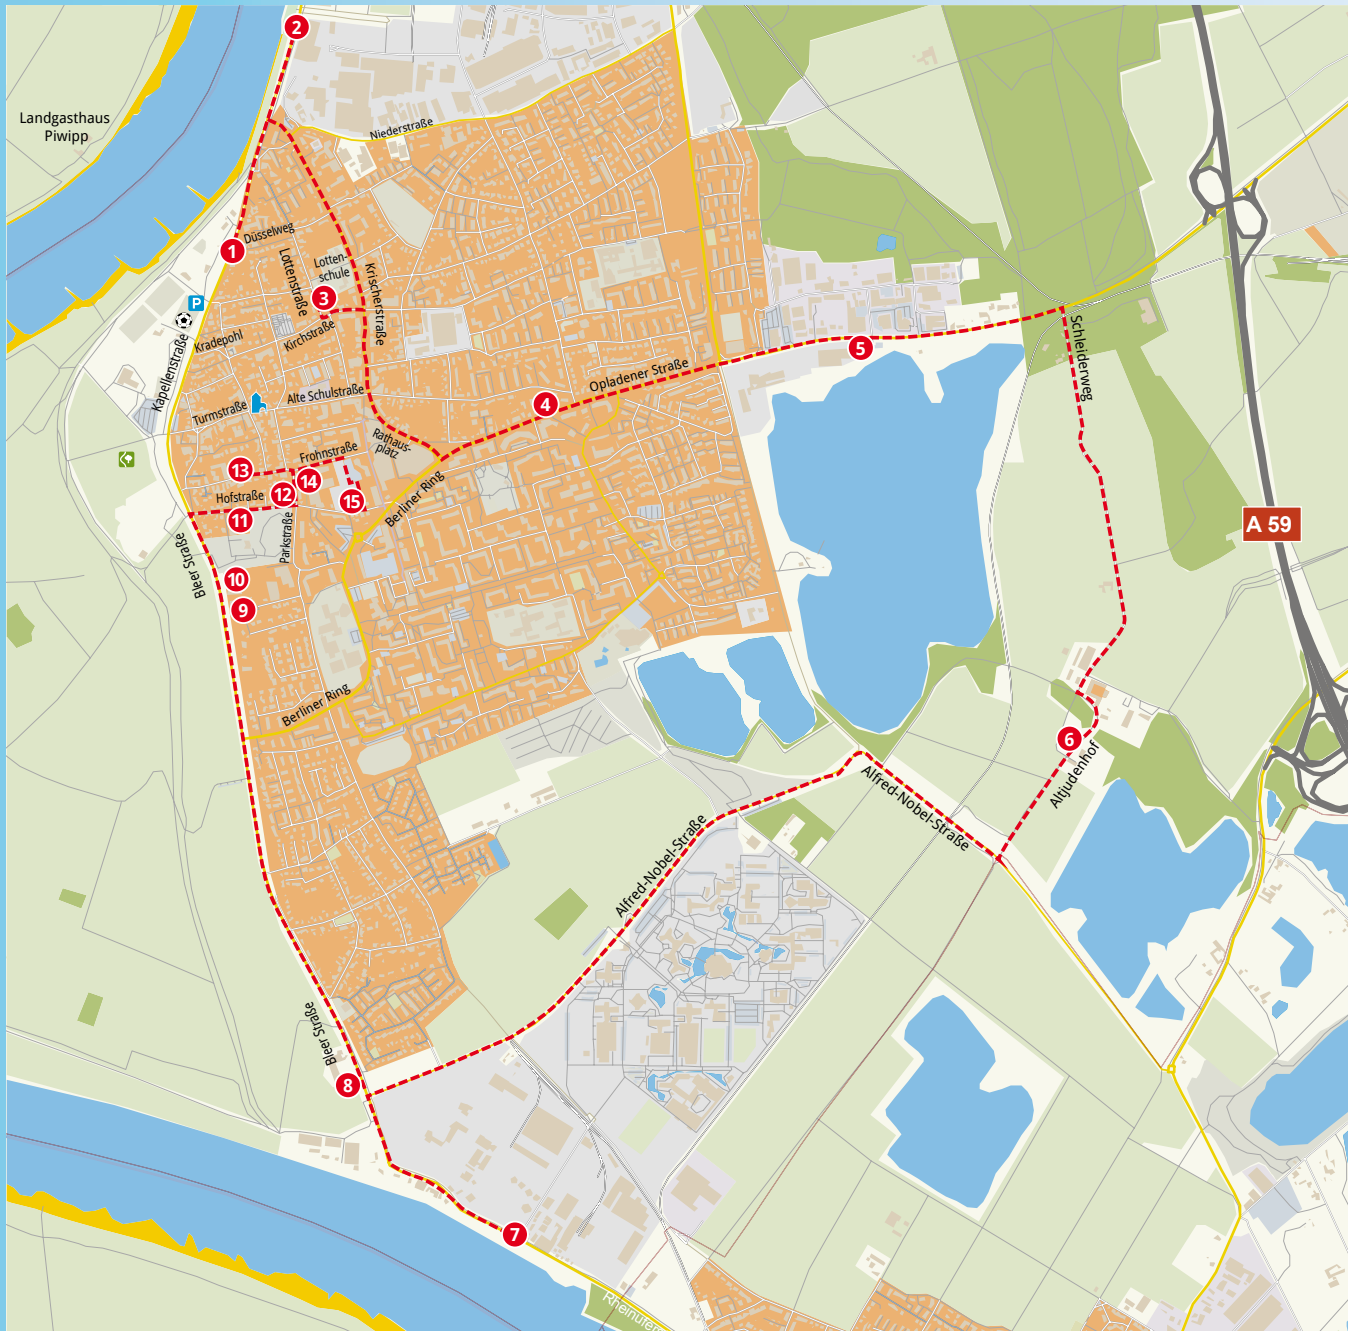 2
Landgasthaus
Piwipp
Niederstraße
1
Düsselweg
Lottenstraße
Lotten-
schule
3
Krischerstraße
P
Kradepohl
Kirchstraße
Kapellenstraße
5
Schleiderweg
Opladener Straße
4
Turmstraße
Alte Schulstraße
Rathaus-
platz
Frohnstraße
13
14
12
15
Hofstraße
11
Berliner Ring
A 59
Parkstraße
Bleer Straße
10
9
Berliner Ring
6
Altjudenhof
Alfred-Nobel-Straße
Alfred-Nobel-Straße
Bleer Straße
8
7
Rheinufer